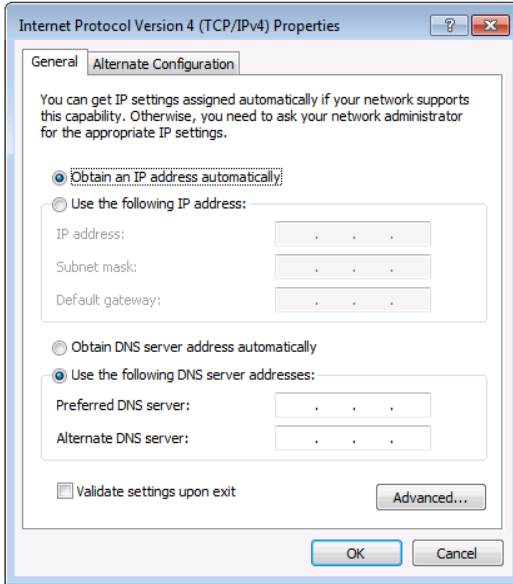 Internet Protocol Version 4 (TCP/IPv4) Properties
General
Alternate Configuration
You can get IP settings assigned automatically if your network supports
this capability. Otherwise, you need to ask your network administrator
for the appropriate IP settings.
Obtain an IP address automatically
Use the following IP address:
IP address: . . .
Subnet mask: . . .
Default gateway: . . .
Obtain DNS server address automatically
Use the following DNS server addresses:
Preferred DNS server: . . .
Alternate DNS server: . . .
Validate settings upon exit
Advanced...
OK
Cancel